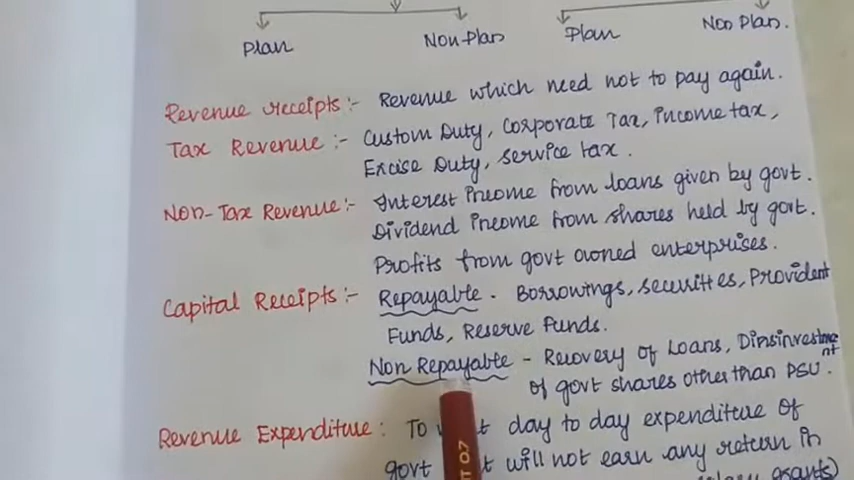 Plan Non-Plan Plan Non Plan.
Revenue receipts :- Revenue which need not to pay again.
Tax Revenue :- Custom Duty, Corporate Tax, Income tax,
Excise Duty, service tax.
Non-Tax Revenue :- Interest Income from loans given by govt.
Dividend Income from shares held by govt.
Profits from govt owned enterprises.
Capital Receipts :- Repayable. Borrowings, securities, Provident
Funds, Reserve Funds.
Non Repayable - Recovery of Loans, Dinsinvestment
of govt shares other than PSU.
Revenue Expenditure : To day to day expenditure of
govt will not earn any return in
grants)